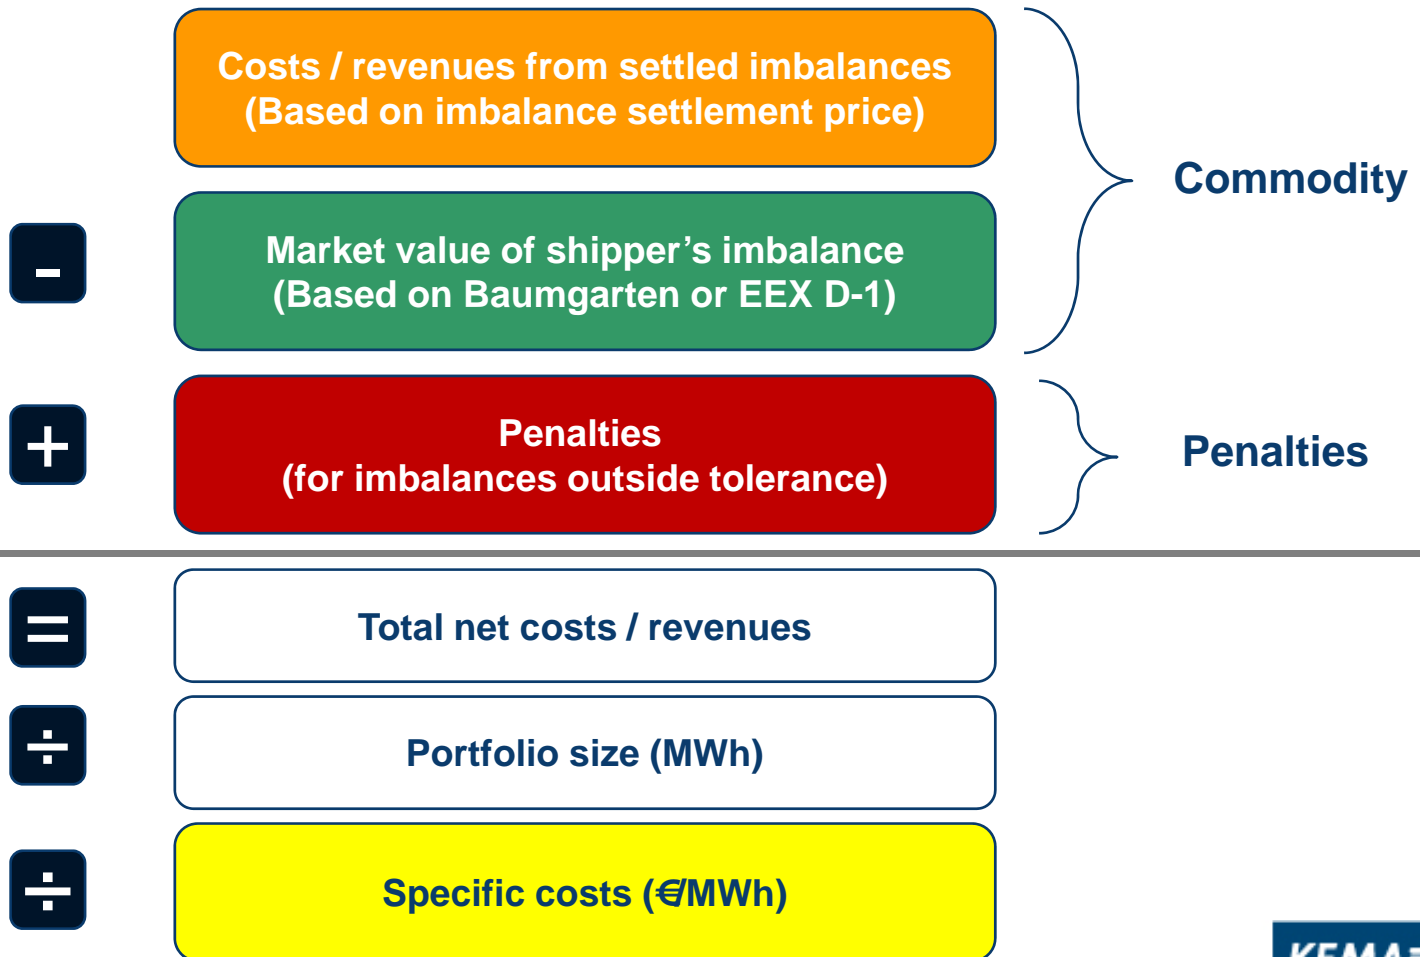 Costs / revenues from settled imbalances
(Based on imbalance settlement price)
Commodity
-
Market value of shipper's imbalance
(Based on Baumgarten or EEX D-1)
+
Penalties
(for imbalances outside tolerance)
Penalties
=
Total net costs / revenues
÷
Portfolio size (MWh)
÷
Specific costs (€/MWh)
KEMA